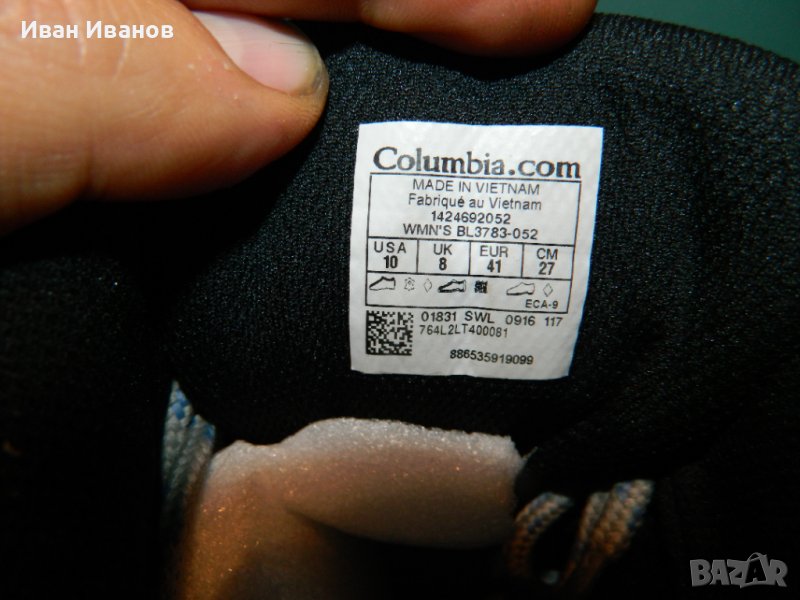 Иван Иванов
Columbia.com
MADE IN VIETNAM
Fabriqué au Vietnam
1424692052
WMN'S BL3783-052
USA UK EUR CM
10 8 41 27
ECA-9
01831 SWL 0916 117
764L2LT400081
886535919099
BAZAR